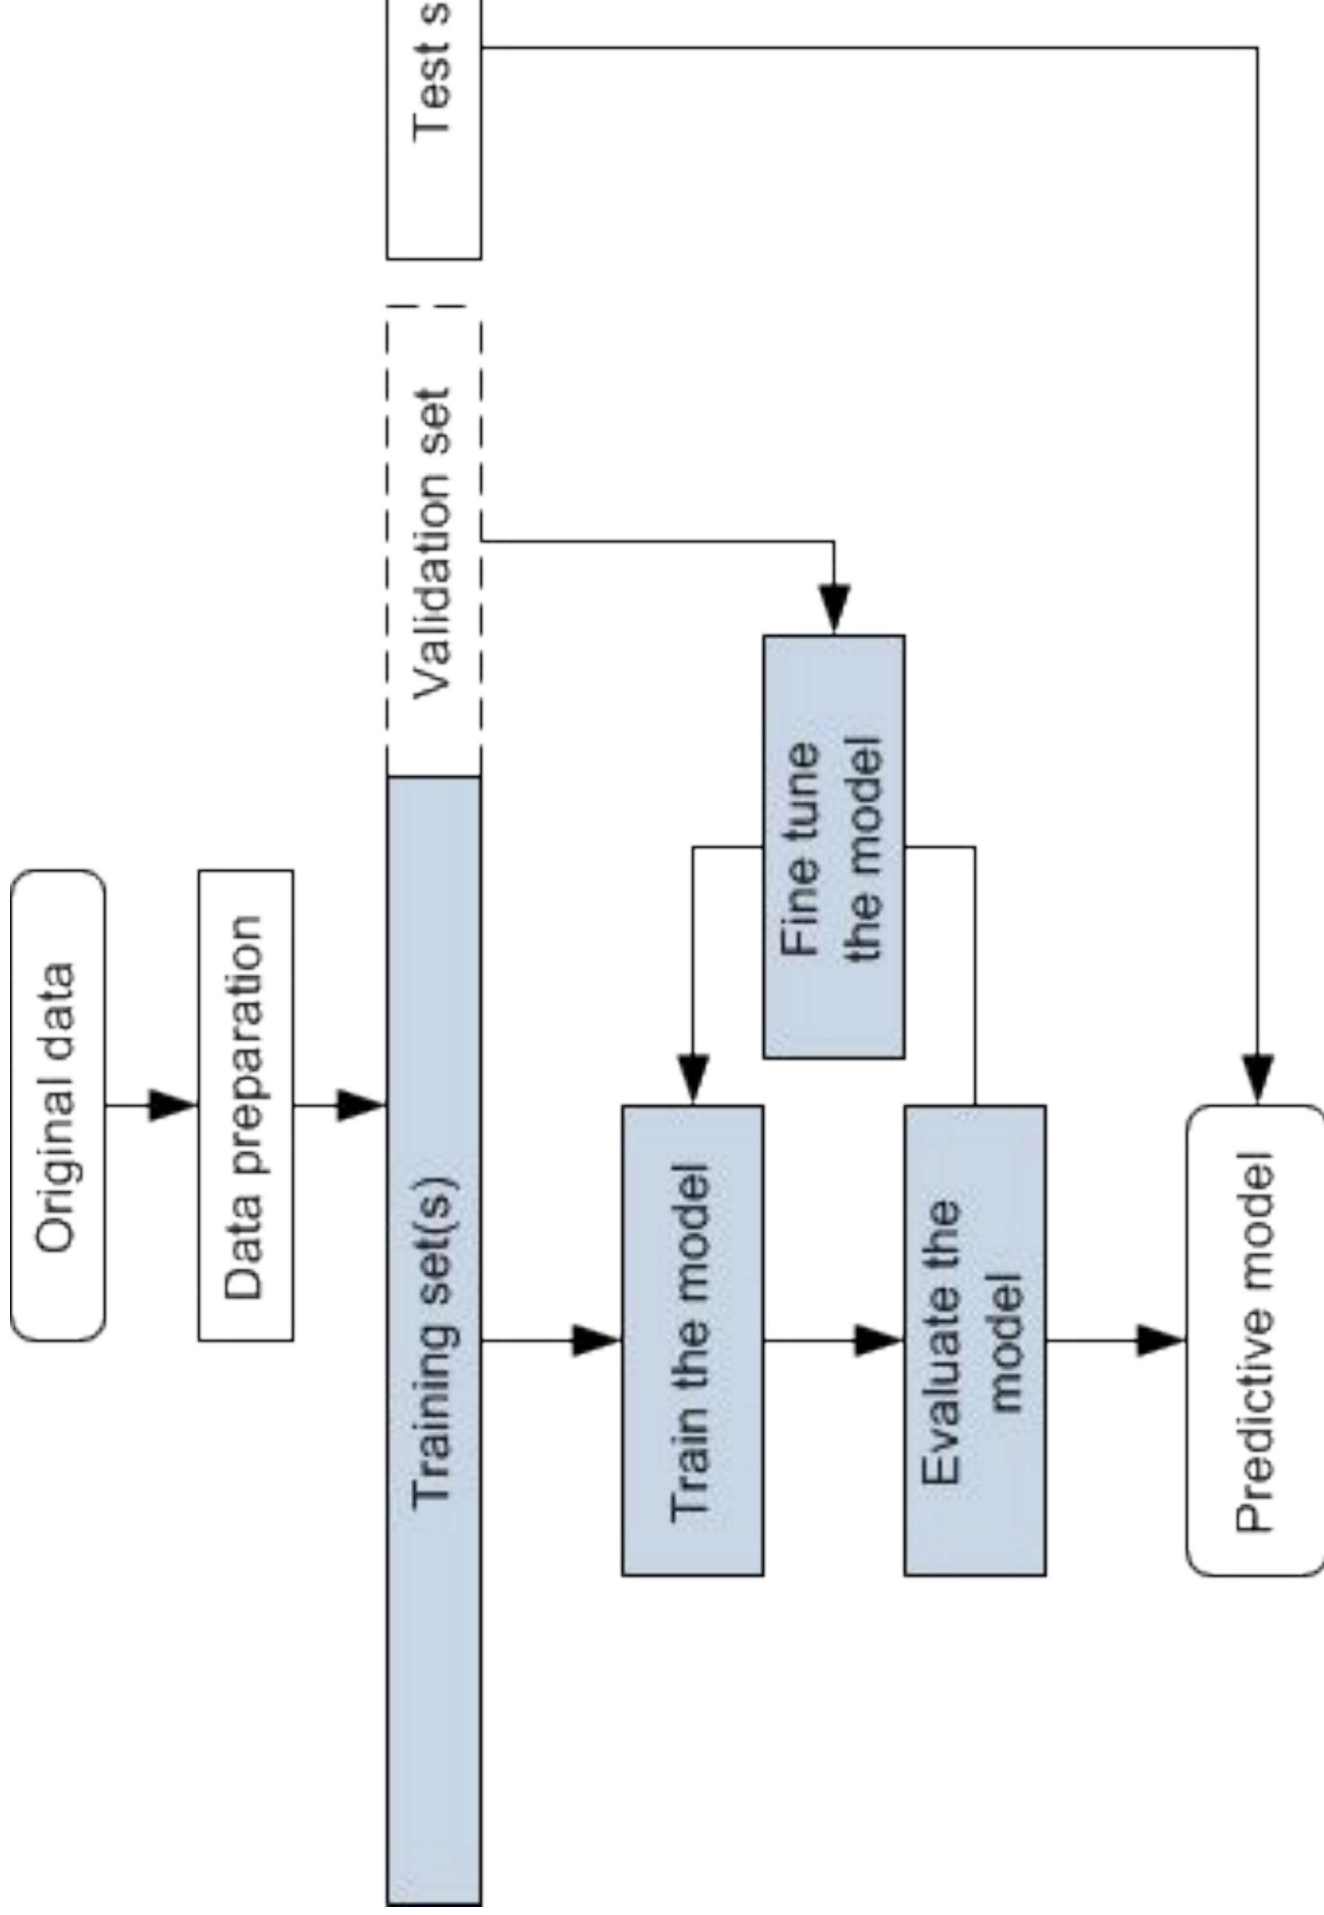 Original data
Data preparation
Training set(s)
Validation set
Test s
Train the model
Fine tune
the model
Evaluate the
model
Predictive model